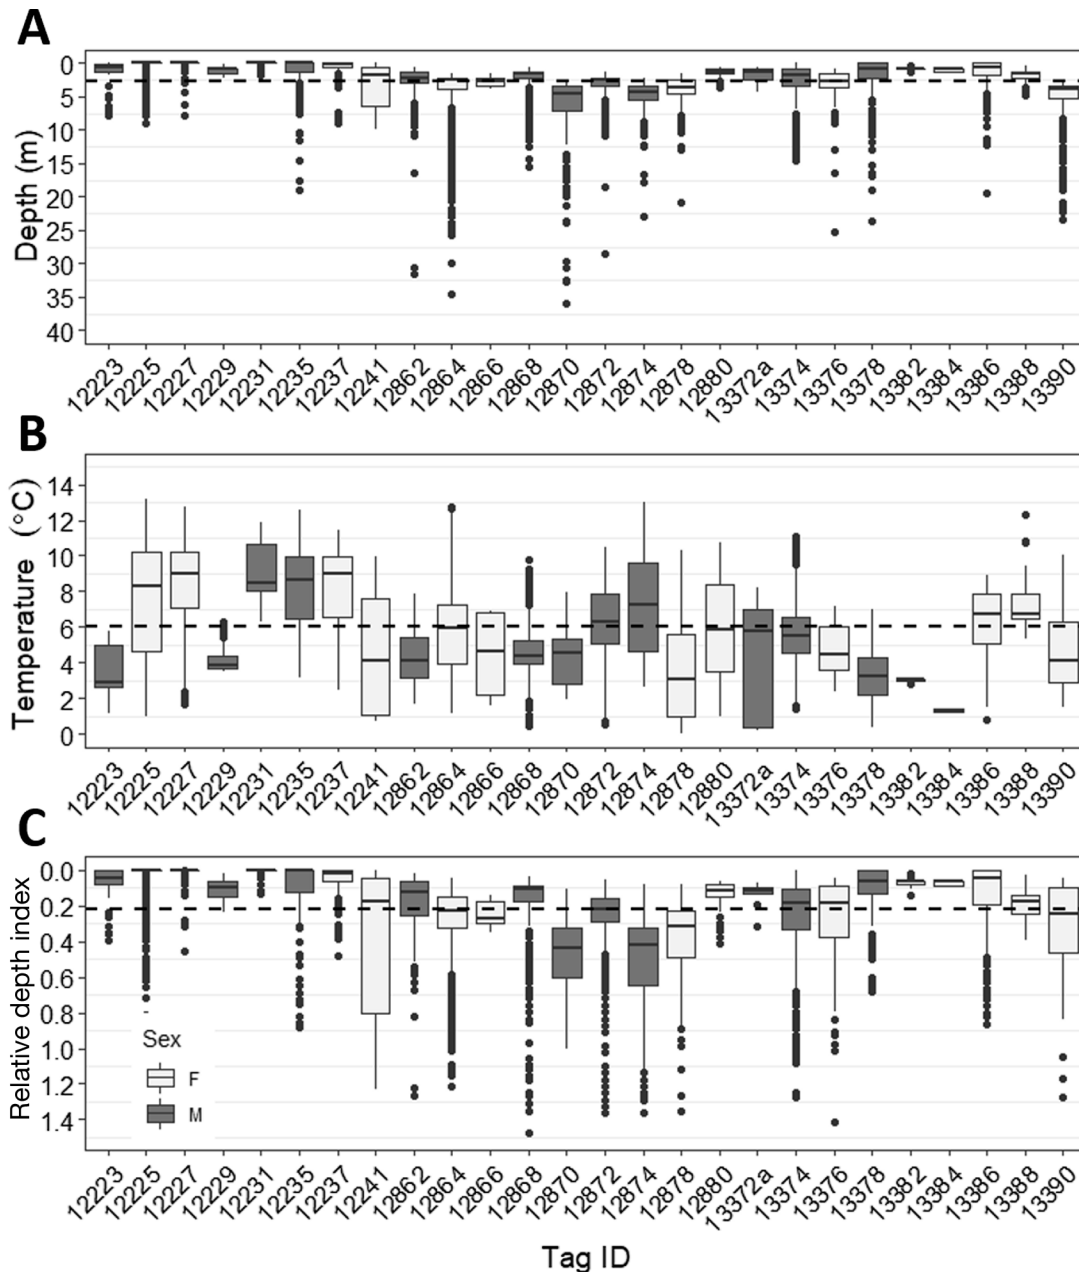 A
Depth (m)
0
5
10
15
20
25
30
35
40
12223 12225 12227 12229 12231 12235 12237 12241 12862 12864 12866 12868 12870 12872 12874 12878 12880 13372a 13374 13376 13378 13382 13384 13386 13388 13390
B
Temperature (°C)
14
12
10
8
6
4
2
0
12223 12225 12227 12229 12231 12235 12237 12241 12862 12864 12866 12868 12870 12872 12874 12878 12880 13372a 13374 13376 13378 13382 13384 13386 13388 13390
C
Relative depth index
0.0
0.2
0.4
0.6
0.8
1.0
1.2
1.4
Sex
F
M
12223 12225 12227 12229 12231 12235 12237 12241 12862 12864 12866 12868 12870 12872 12874 12878 12880 13372a 13374 13376 13378 13382 13384 13386 13388 13390
Tag ID